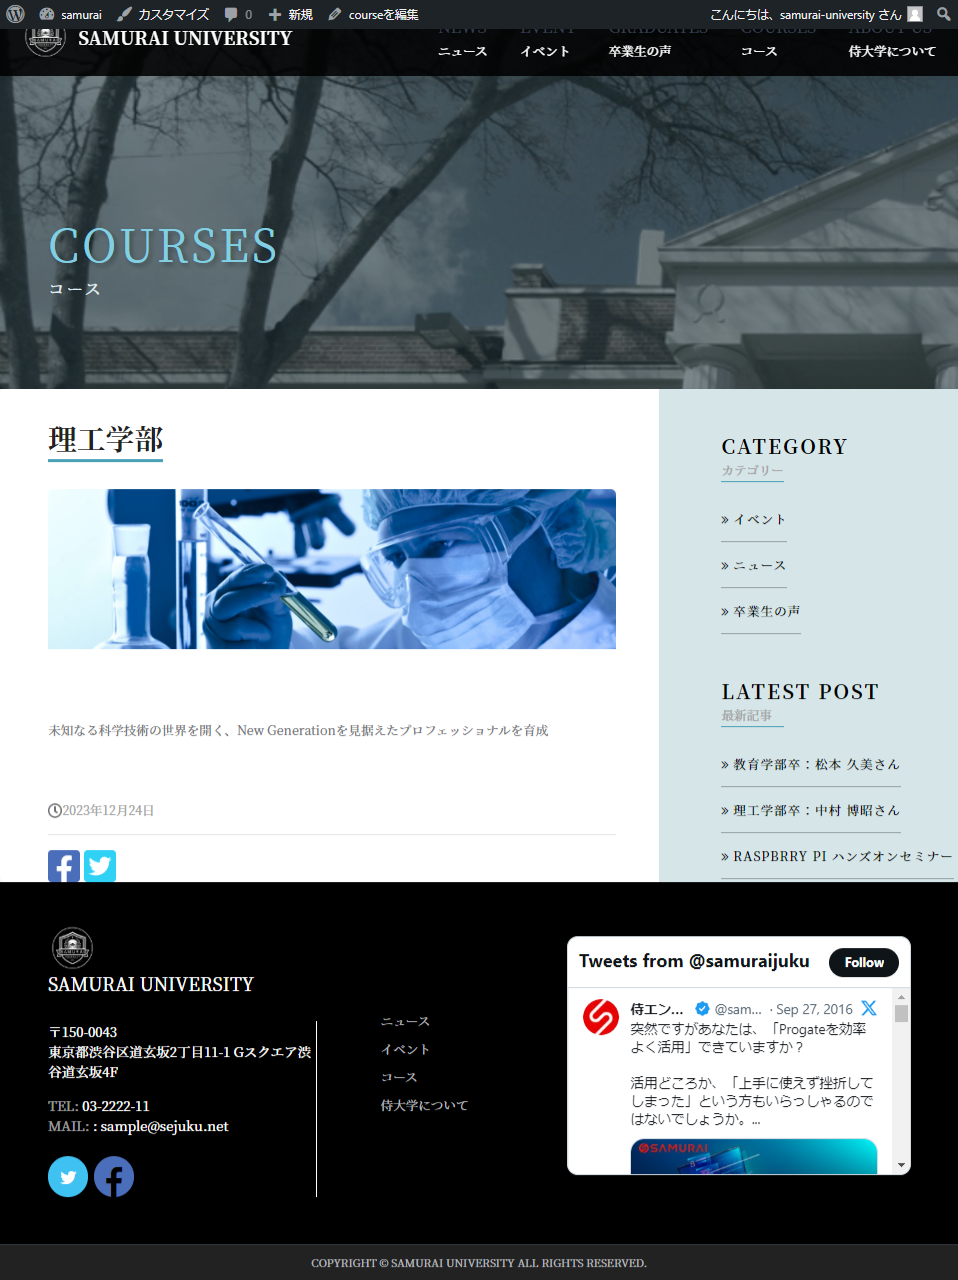 samurai カスタマイズ 0 新規 courseを編集 こんにちは、samurai-university さん
SAMURAI UNIVERSITY
NEWS EVENT GRADUATES COURSES ABOUT US
ニュース イベント 卒業生の声 コース 侍大学について
COURSES
コース
理工学部
未知なる科学技術の世界を開く、New Generationを見据えたプロフェッショナルを育成
2023年12月24日
CATEGORY
カテゴリー
» イベント
» ニュース
» 卒業生の声
LATEST POST
最新記事
» 教育学部卒：松本 久美さん
» 理工学部卒：中村 博昭さん
» RASPBRRY PI ハンズオンセミナー
SAMURAI UNIVERSITY
〒150-0043
東京都渋谷区道玄坂2丁目11-1 Gスクエア渋
谷道玄坂4F
TEL: 03-2222-11
MAIL: : sample@sejuku.net
ニュース
イベント
コース
侍大学について
Tweets from @samuraijuku
Follow
侍エン... @sam... · Sep 27, 2016
突然ですがあなたは、「Progateを効率
よく活用」できていますか？
活用どころか、「上手に使えず挫折して
しまった」という方もいらっしゃるので
はないでしょうか。...
SAMURAI
COPYRIGHT © SAMURAI UNIVERSITY ALL RIGHTS RESERVED.